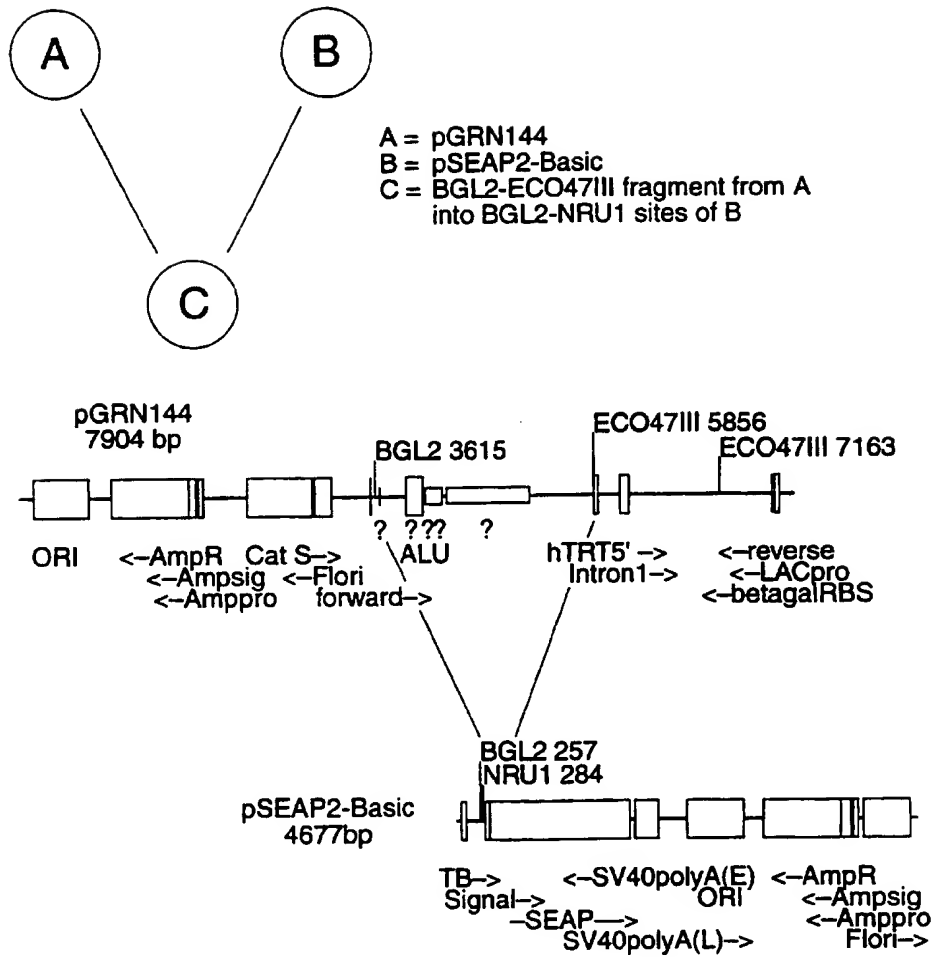 A
B
A = pGRN144
B = pSEAP2-Basic
C = BGL2-ECO47III fragment from A
into BGL2-NRU1 sites of B
C
pGRN144
7904 bp
ECO47III 5856
ECO47III 7163
BGL2 3615
? ? ?? ?
ORI
<-AmpR
Cat S->
ALU
hTRT5' ->
<-reverse
<-Ampsig
<-Flori
Intron1->
<-LACpro
<-Amppro
forward->
<-betagalRBS
BGL2 257
NRU1 284
pSEAP2-Basic
4677bp
TB->
<-SV40polyA(E)
<-AmpR
Signal->
ORI
<-Ampsig
-SEAP->
<-Amppro
SV40polyA(L)->
Flori->